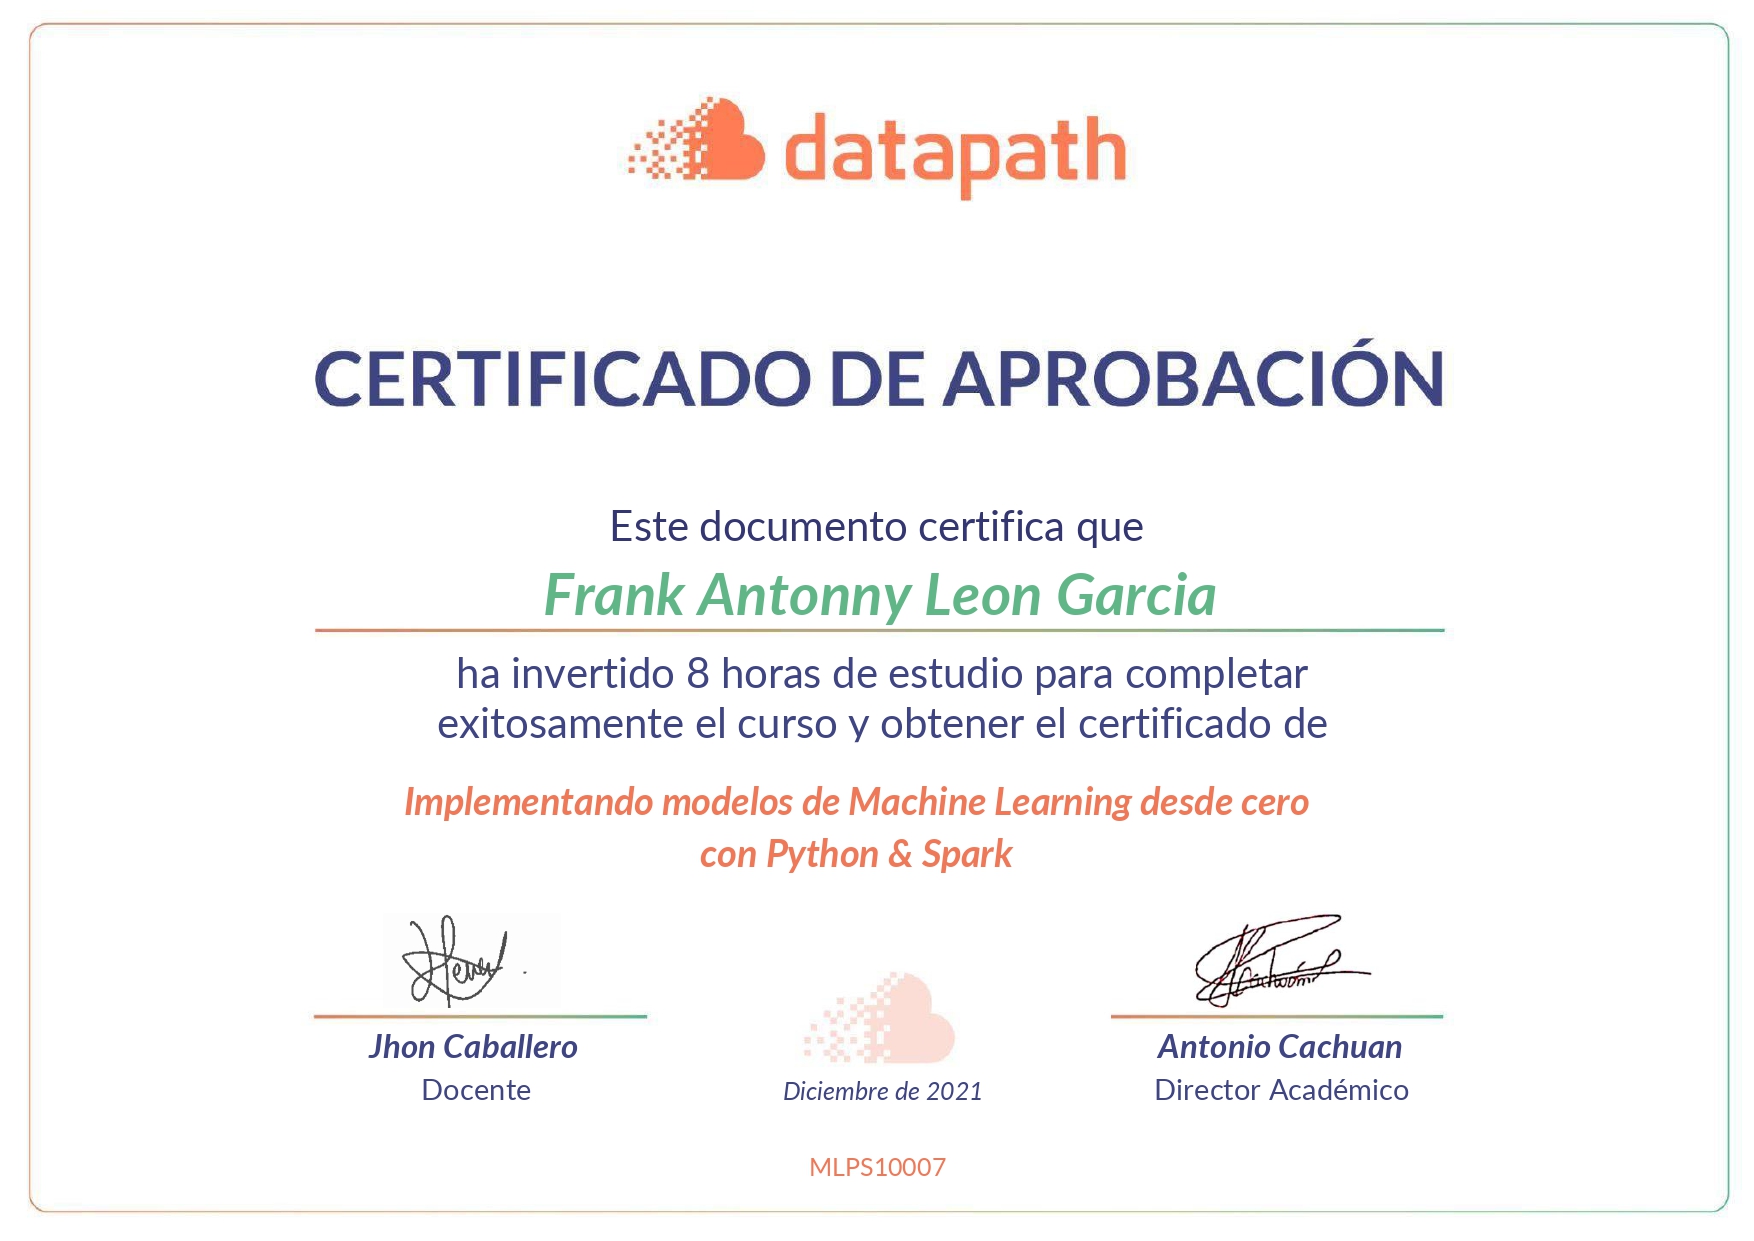 datapath
CERTIFICADO DE APROBACIÓN
Este documento certifica que
Frank Antonny Leon Garcia
ha invertido 8 horas de estudio para completar
exitosamente el curso y obtener el certificado de
Implementando modelos de Machine Learning desde cero
con Python & Spark
Jhon Caballero
Docente
Diciembre de 2021
Antonio Cachuan
Director Académico
MLPS10007